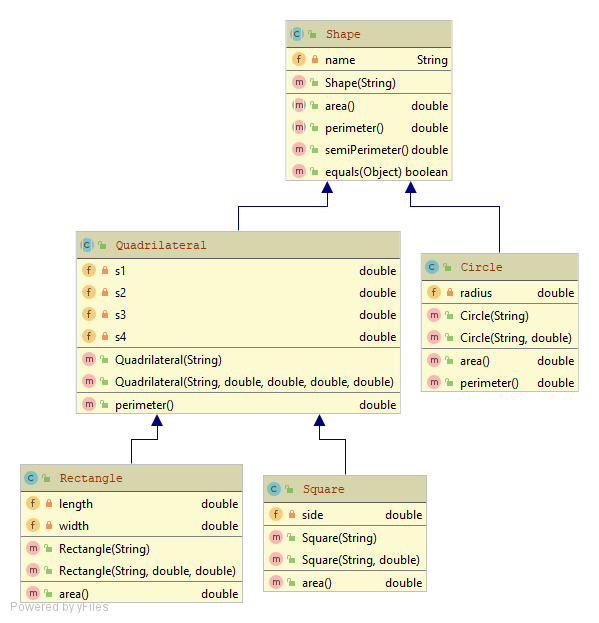 Shape
name String
Shape(String)
area() double
perimeter() double
semiPerimeter() double
equals(Object) boolean
Quadrilateral
s1 double
s2 double
s3 double
s4 double
Quadrilateral(String)
Quadrilateral(String, double, double, double, double)
perimeter() double
Circle
radius double
Circle(String)
Circle(String, double)
area() double
perimeter() double
Rectangle
length double
width double
Rectangle(String)
Rectangle(String, double, double)
area() double
Square
side double
Square(String)
Square(String, double)
area() double
Powered by yFiles